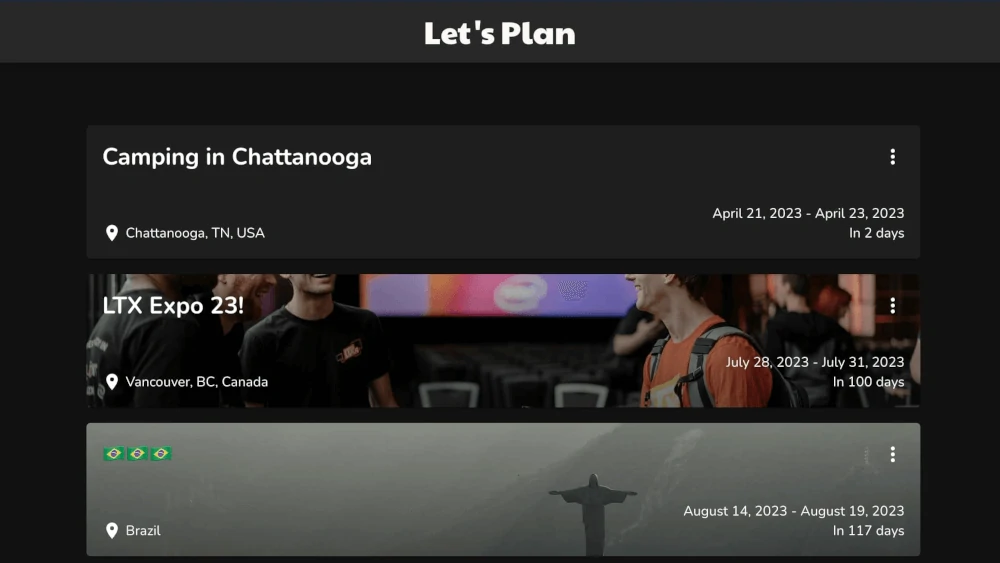 Let's Plan
Camping in Chattanooga
April 21, 2023 - April 23, 2023
Chattanooga, TN, USA
In 2 days
LTX Expo 23!
July 28, 2023 - July 31, 2023
Vancouver, BC, Canada
In 100 days
🇧🇷🇧🇷🇧🇷
August 14, 2023 - August 19, 2023
Brazil
In 117 days